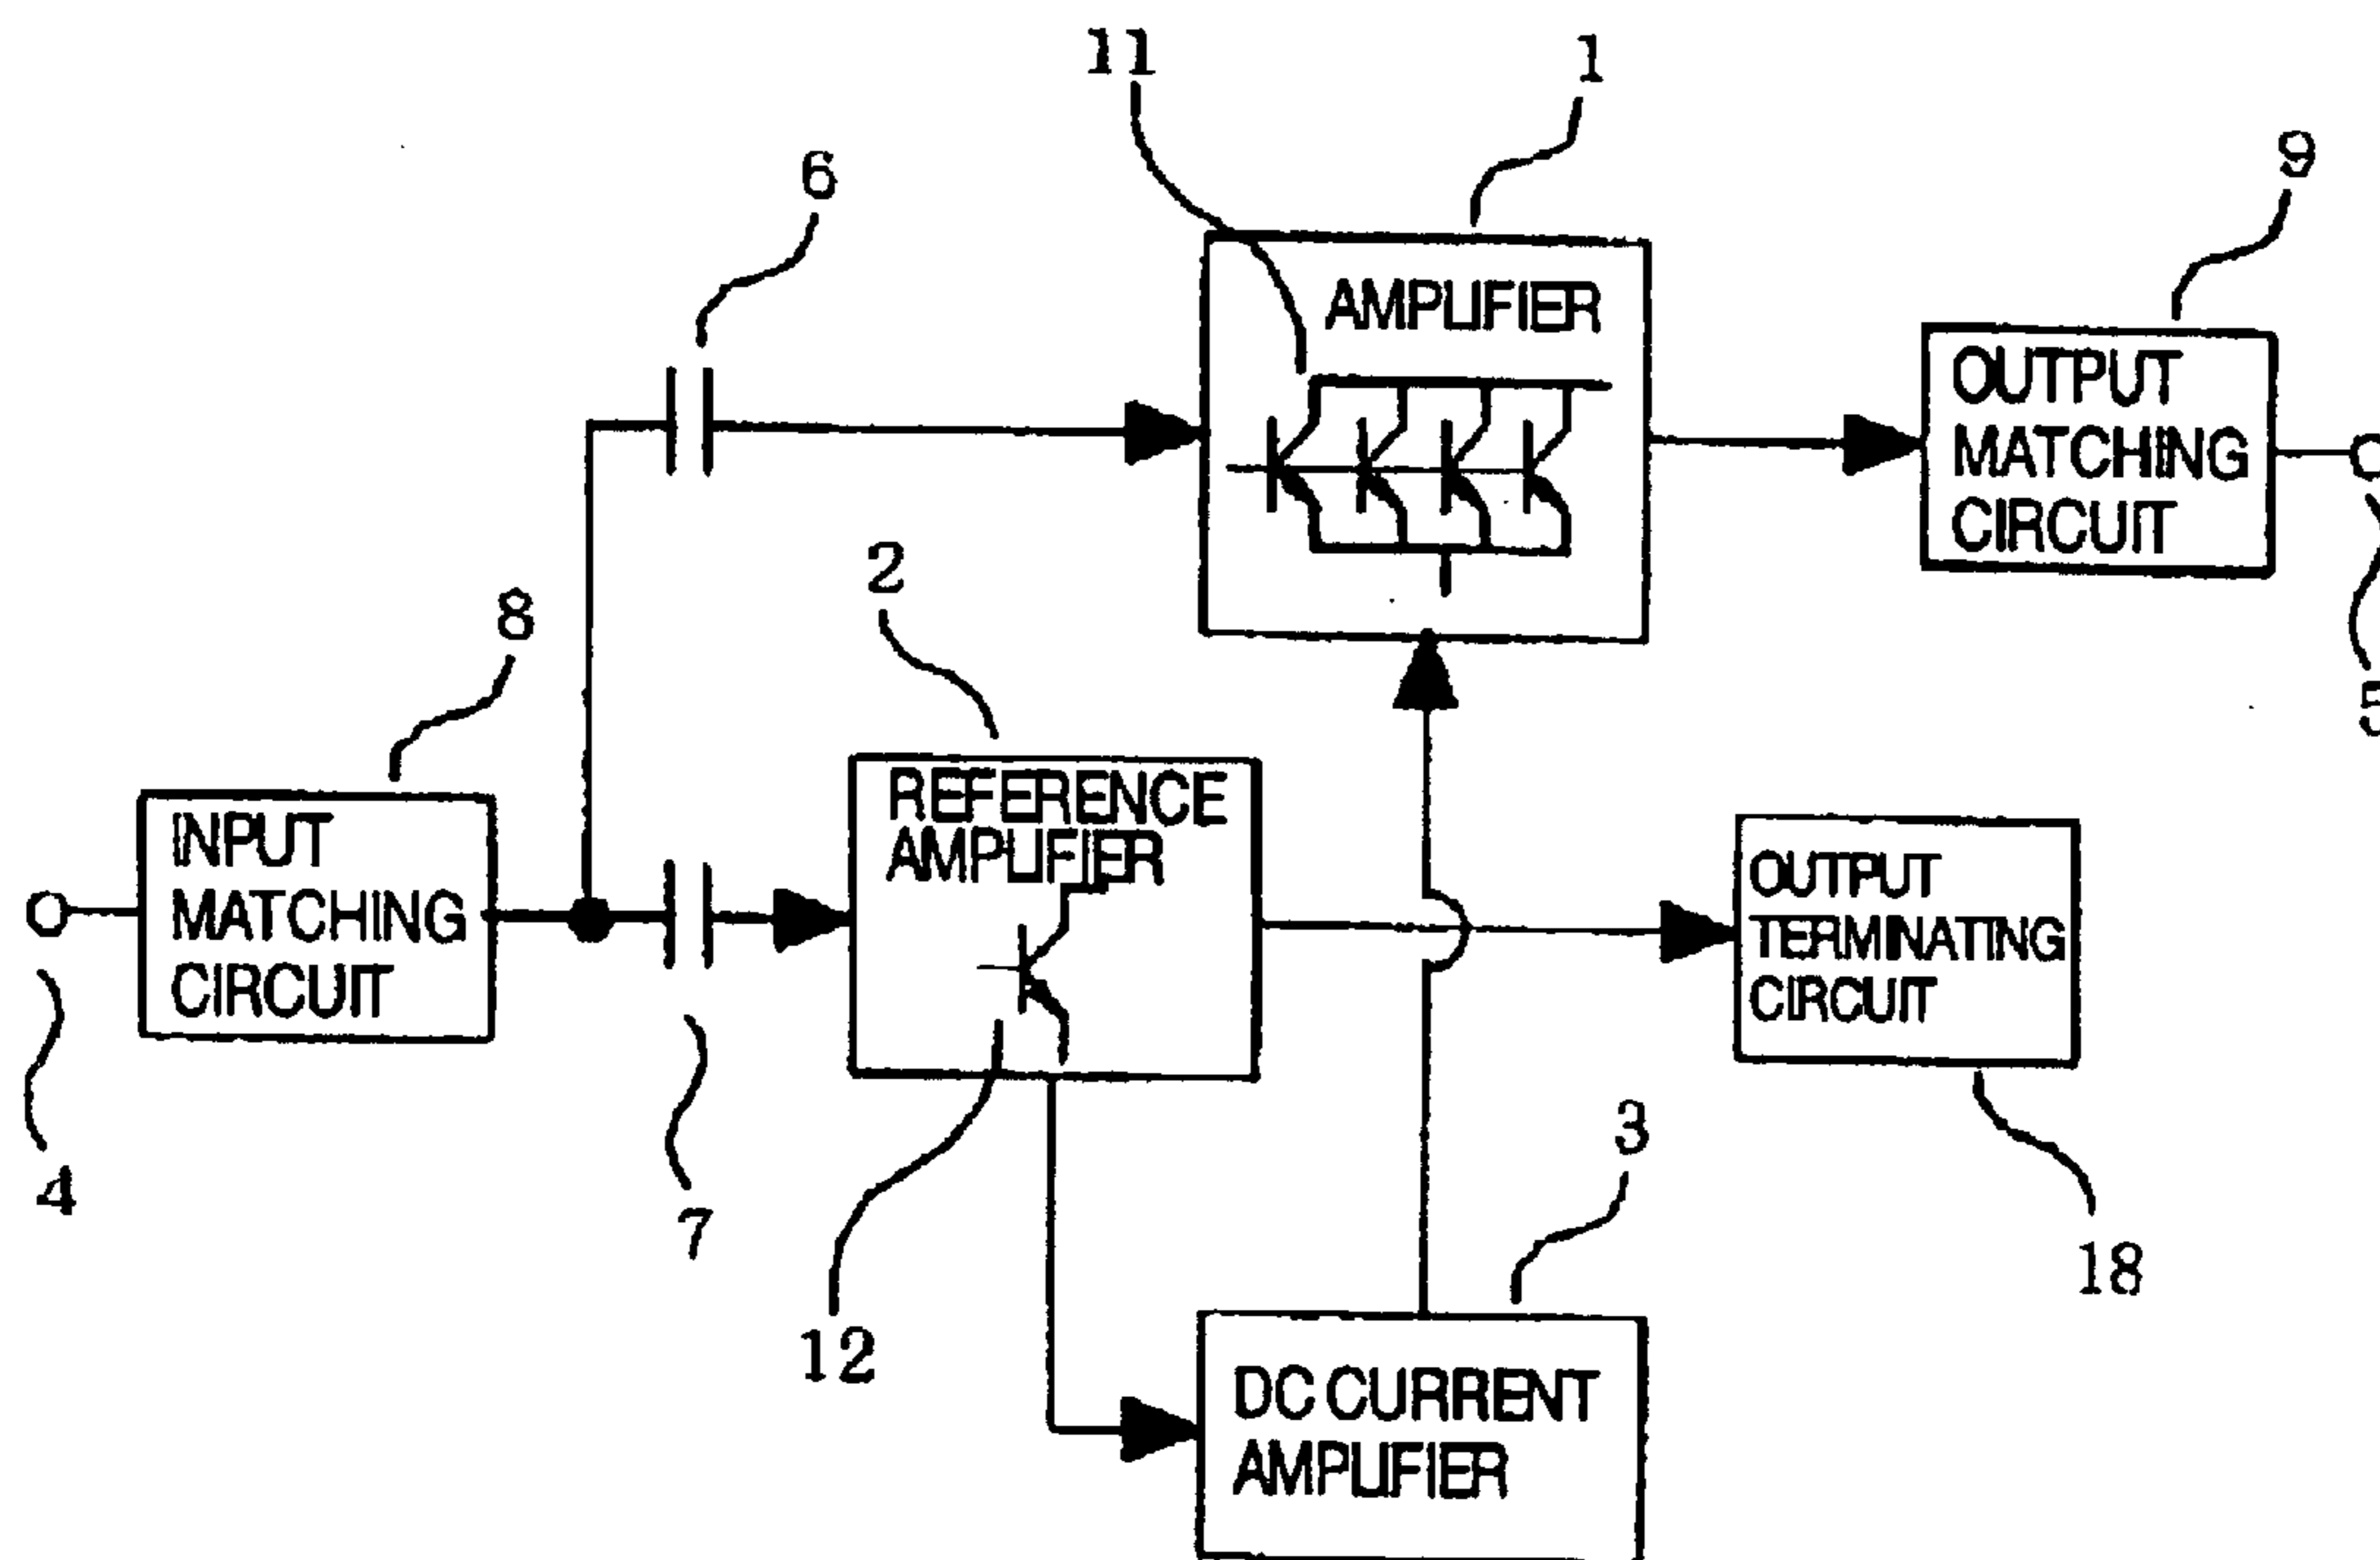 11
1
6
9
AMPLIFIER
OUTPUT
MATCHING
CIRCUIT
2
8
5
REFERENCE
AMPLIFIER
INPUT
MATCHING
CIRCUIT
OUTPUT
TERMINATING
CIRCUIT
4
7
3
12
18
DC CURRENT
AMPLIFIER